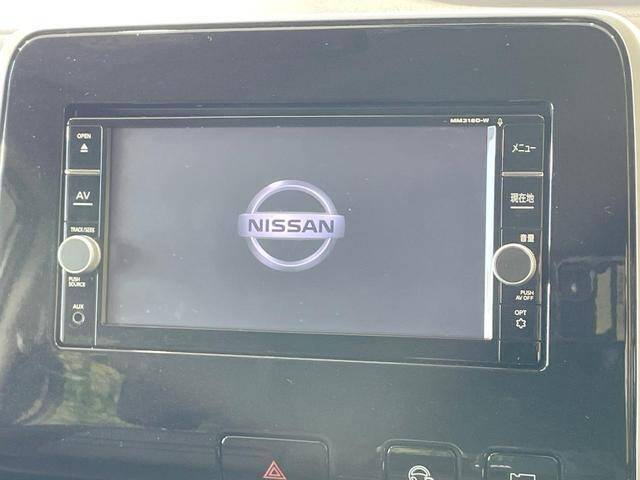 MM318D-W
OPEN
AV
TRACK/SEEK
PUSH
SOURCE
AUX
NISSAN
メニュー
現在地
音量
PUSH
AV OFF
OPT